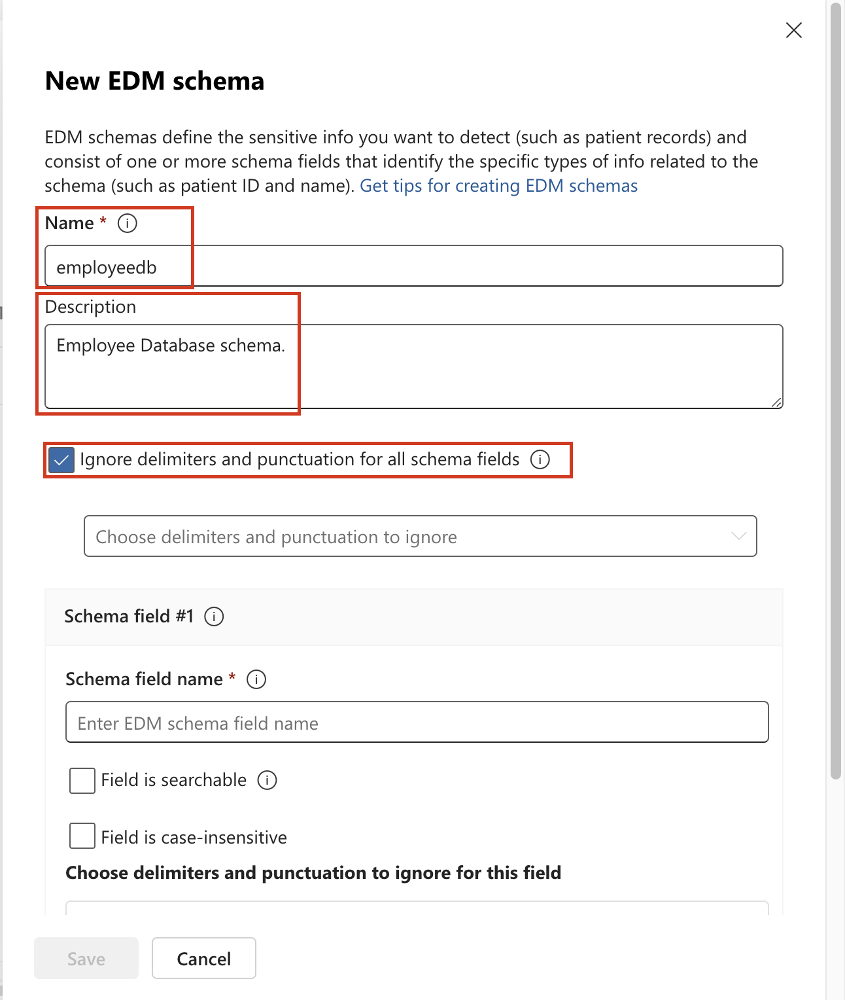 New EDM schema
EDM schemas define the sensitive info you want to detect (such as patient records) and
consist of one or more schema fields that identify the specific types of info related to the
schema (such as patient ID and name). Get tips for creating EDM schemas
Name *
employeedb
Description
Employee Database schema.
Ignore delimiters and punctuation for all schema fields
Choose delimiters and punctuation to ignore
Schema field #1
Schema field name *
Enter EDM schema field name
Field is searchable
Field is case-insensitive
Choose delimiters and punctuation to ignore for this field
Save
Cancel